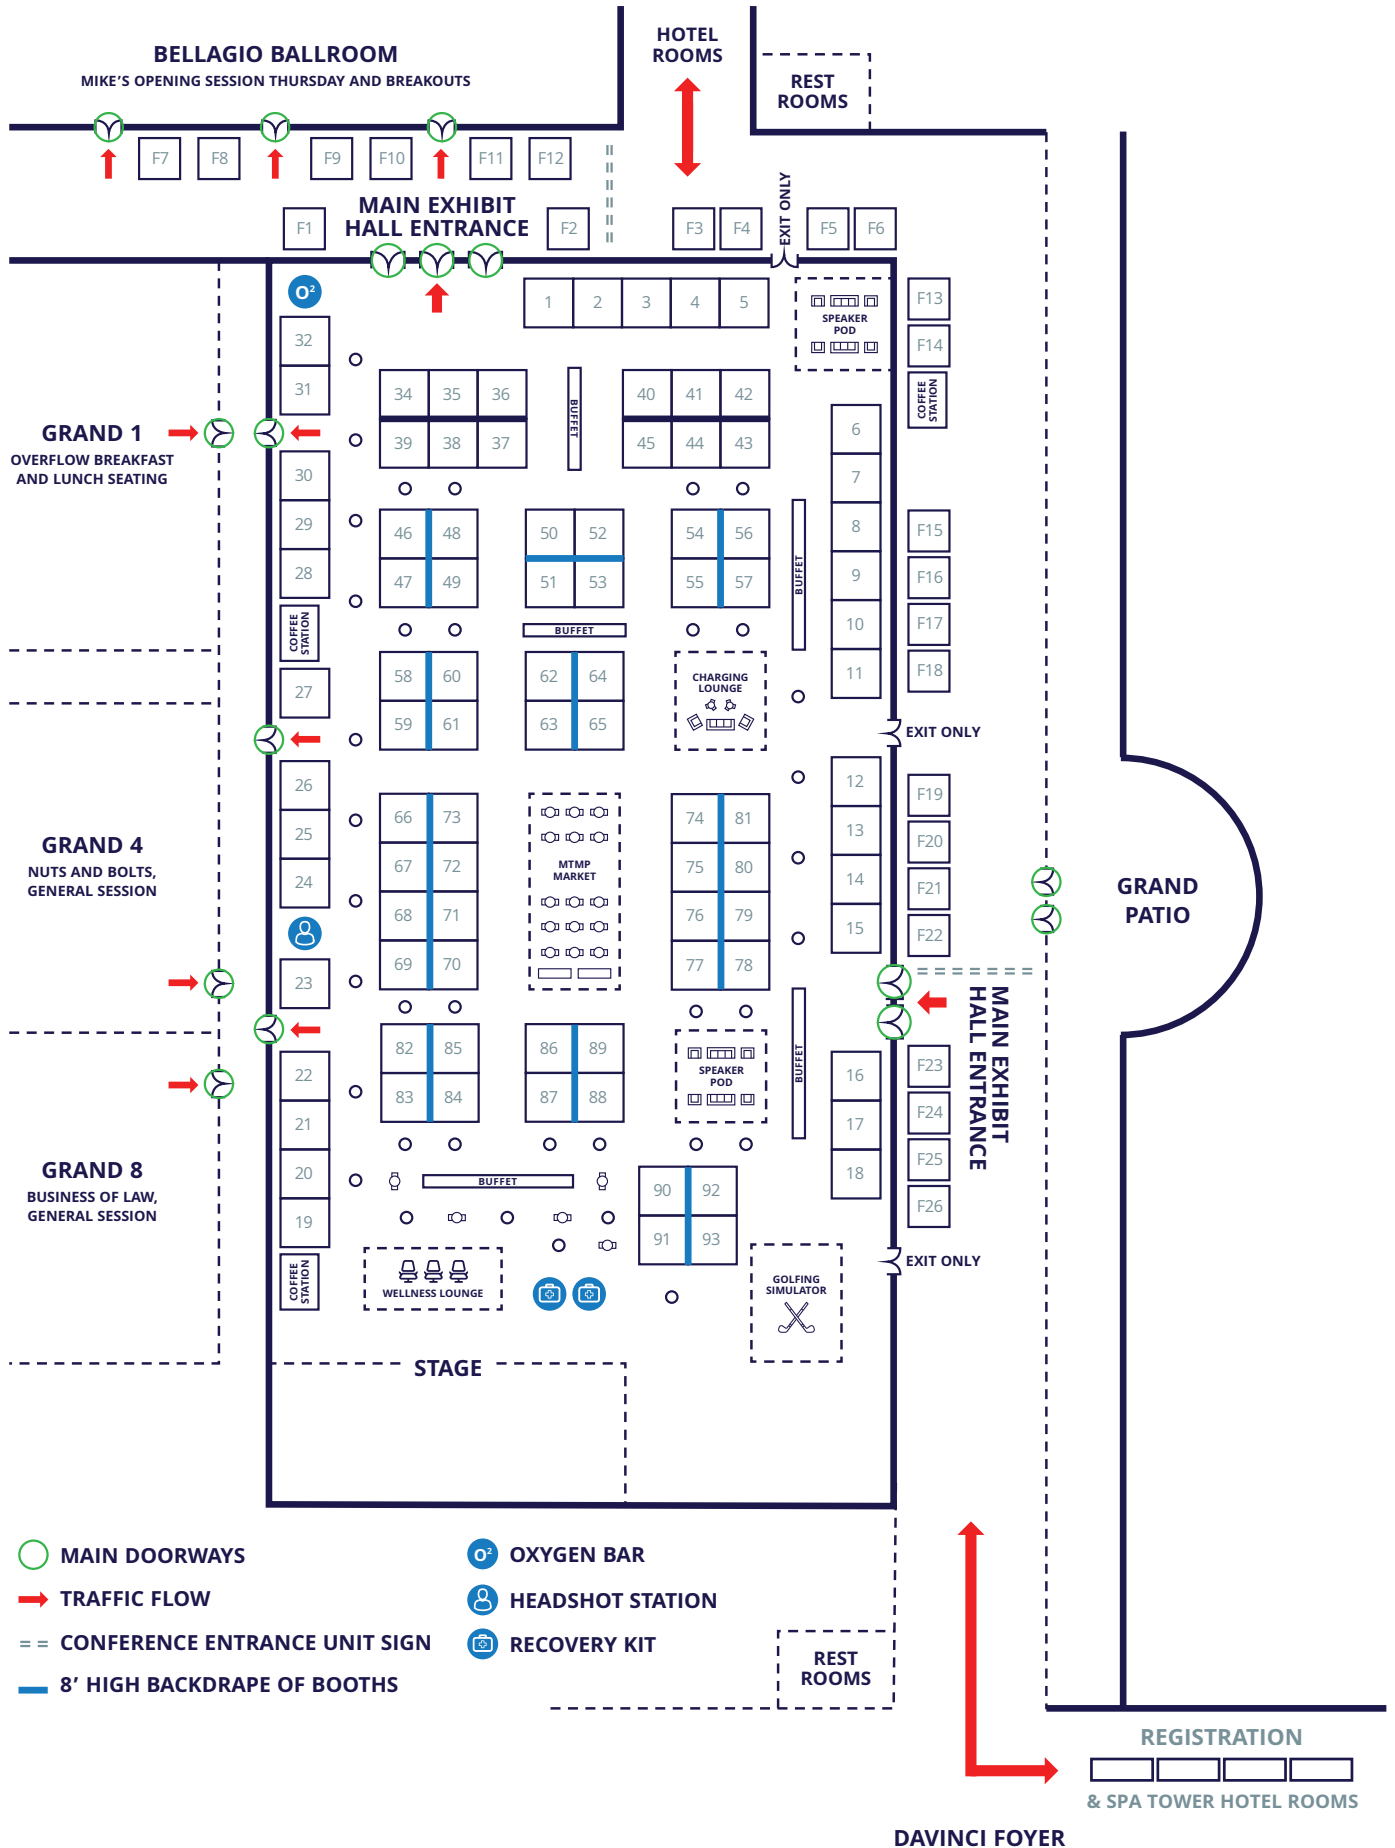 BELLAGIO BALLROOM
MIKE'S OPENING SESSION THURSDAY AND BREAKOUTS
HOTEL
ROOMS
REST
ROOMS
F7
F8
F9
F10
F11
F12
MAIN EXHIBIT
HALL ENTRANCE
F1
F2
F3
F4
EXIT ONLY
F5
F6
O²
1
2
3
4
5
SPEAKER
POD
F13
F14
COFFEE
STATION
32
31
34
35
36
39
38
37
BUFFET
40
41
42
45
44
43
GRAND 1
OVERFLOW BREAKFAST
AND LUNCH SEATING
30
29
28
COFFEE
STATION
27
46
48
47
49
50
52
51
53
54
56
55
57
BUFFET
BUFFET
6
7
8
9
10
11
F15
F16
F17
F18
58
60
59
61
62
64
63
65
CHARGING
LOUNGE
EXIT ONLY
26
25
24
23
66
73
67
72
68
71
69
70
MTMP
MARKET
74
81
75
80
76
79
77
78
12
13
14
15
F19
F20
F21
F22
GRAND 4
NUTS AND BOLTS,
GENERAL SESSION
GRAND
PATIO
MAIN EXHIBIT
HALL ENTRANCE
22
21
20
19
COFFEE
STATION
82
85
83
84
86
89
87
88
SPEAKER
POD
BUFFET
16
17
18
F23
F24
F25
F26
GRAND 8
BUSINESS OF LAW,
GENERAL SESSION
BUFFET
90
92
91
93
WELLNESS LOUNGE
GOLFING
SIMULATOR
EXIT ONLY
STAGE
MAIN DOORWAYS
TRAFFIC FLOW
CONFERENCE ENTRANCE UNIT SIGN
8' HIGH BACKDRAPE OF BOOTHS
O² OXYGEN BAR
HEADSHOT STATION
RECOVERY KIT
REST
ROOMS
REGISTRATION
& SPA TOWER HOTEL ROOMS
DAVINCI FOYER